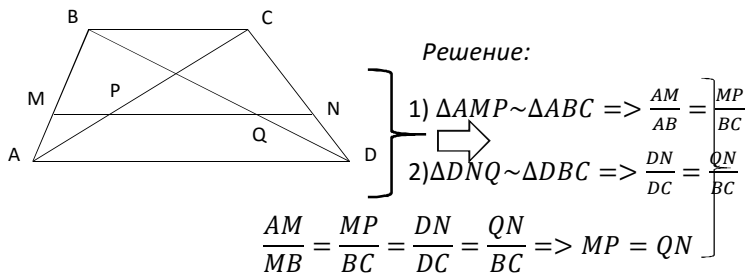 B C
Решение:
P
M N
1) ΔAMP~ΔABC => AM/AB = MP/BC
Q
A D
2)ΔDNQ~ΔDBC => DN/DC = QN/BC
AM/MB = MP/BC = DN/DC = QN/BC => MP = QN